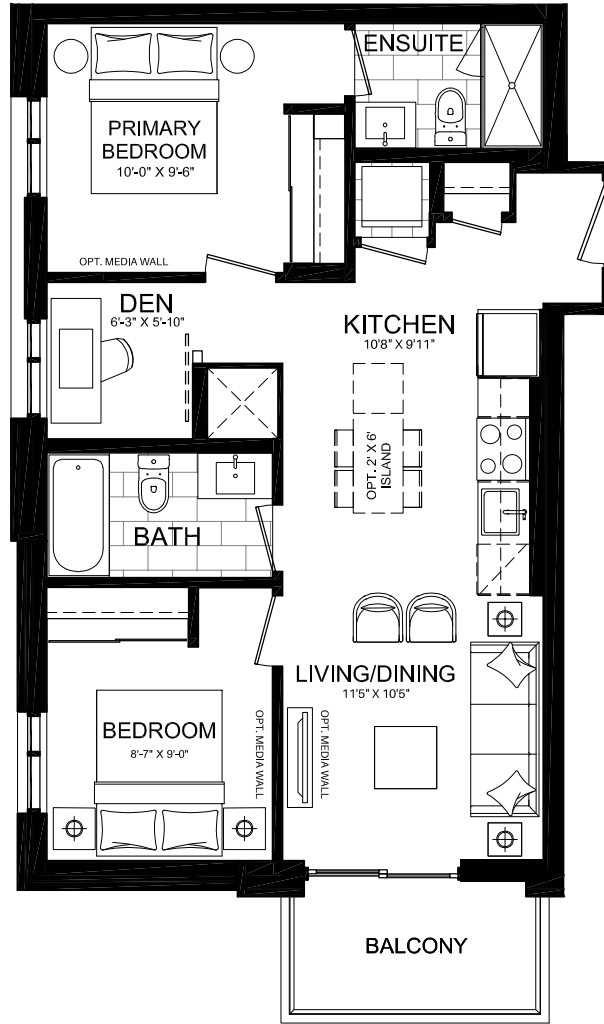 ENSUITE
PRIMARY
BEDROOM
10'-0" X 9'-6"
OPT. MEDIA WALL
DEN
6'-3" X 5'-10"
KITCHEN
10'8" X 9'11"
OPT. 2' X 6'
ISLAND
BATH
LIVING/DINING
11'5" X 10'5"
BEDROOM
8'-7" X 9'-0"
OPT. MEDIA WALL
OPT. MEDIA WALL
BALCONY